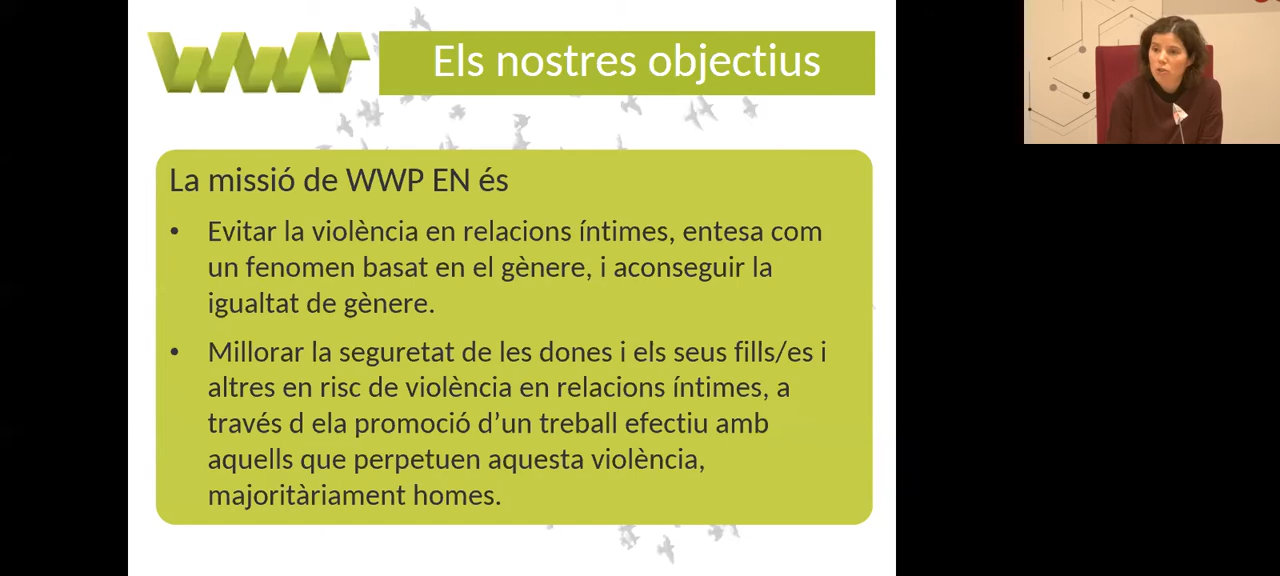 WWP
Els nostres objectius
La missió de WWP EN és
• Evitar la violència en relacions íntimes, entesa com
un fenomen basat en el gènere, i aconseguir la
igualtat de gènere.
• Millorar la seguretat de les dones i els seus fills/es i
altres en risc de violència en relacions íntimes, a
través d ela promoció d’un treball efectiu amb
aquells que perpetuen aquesta violència,
majoritàriament homes.